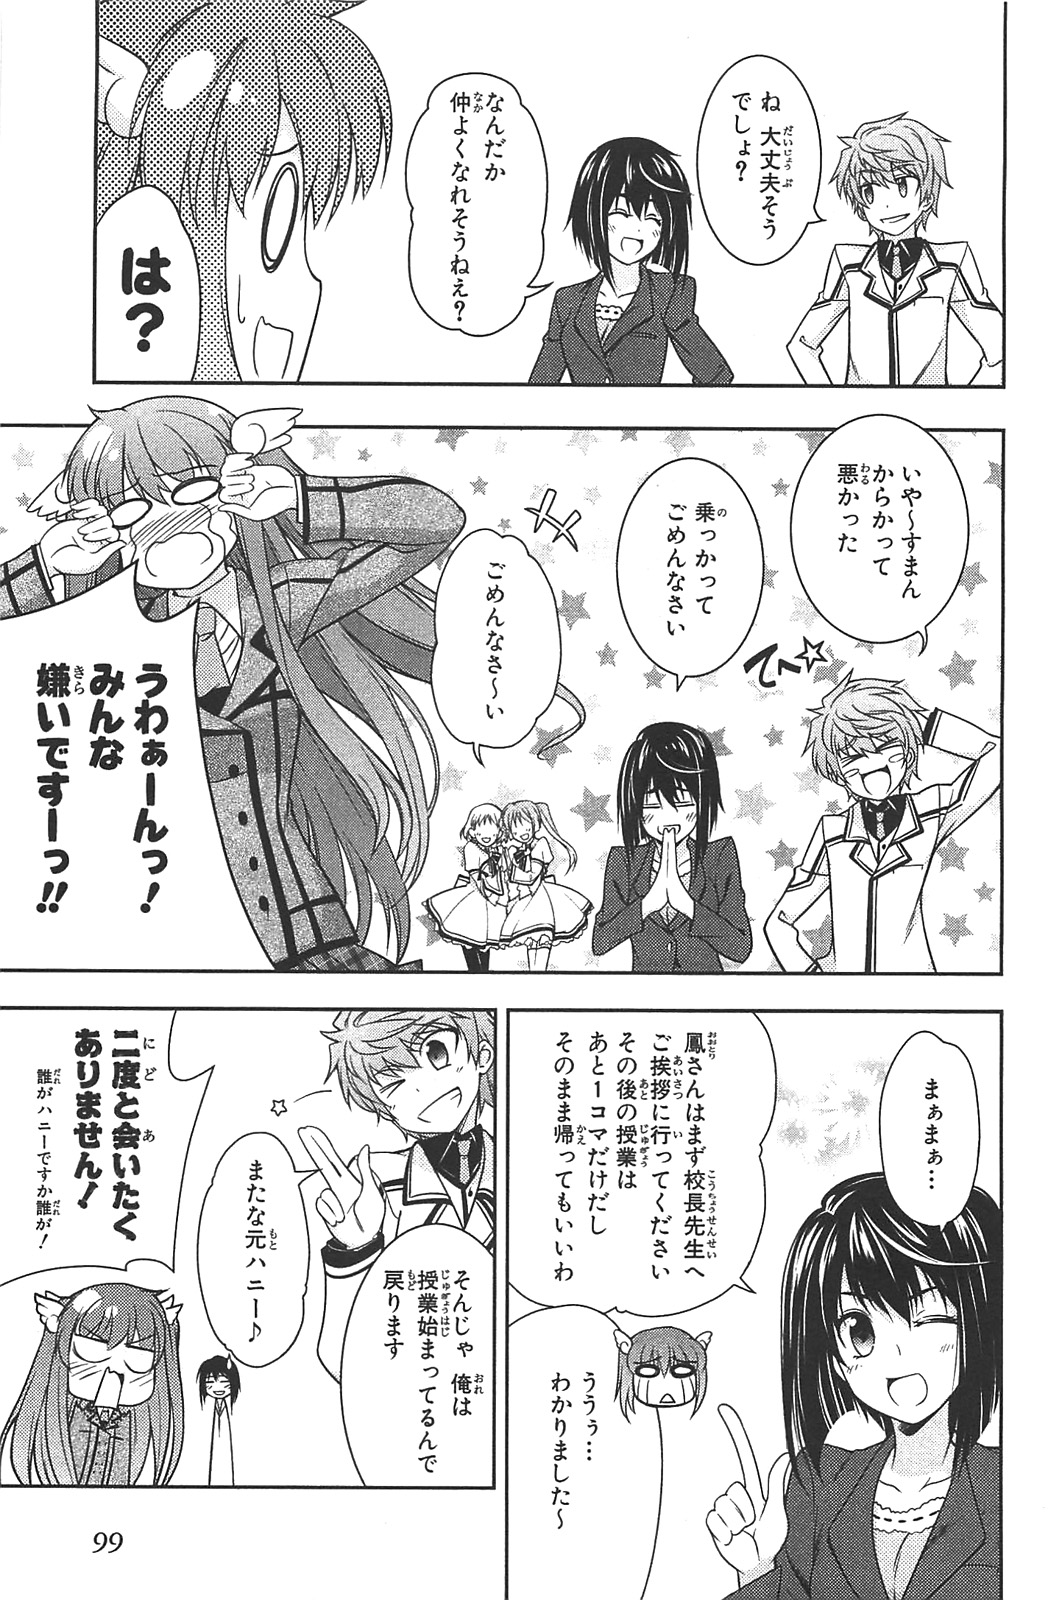 ね 大丈夫そう
でしょ?
なんだか
仲よくなれそうねえ?
は?
いや〜すまん
からかって
悪かった
てへ☆
乗っかって
ごめんなさい
ごめんなさ〜い
うわぁーんっ!
みんな
嫌いですーっ!!
まぁまぁ…
鳳さんはまず校長先生へ
ご挨拶に行ってください
その後の授業は
あと1コマだけだし
そのまま帰ってもいいわ
ううぅ…
わかりました〜
そんじゃ 俺は
授業始まってるんで
戻ります
またな元ハニー♪
二度と会いたく
ありません!
誰がハニーですか誰が!
99